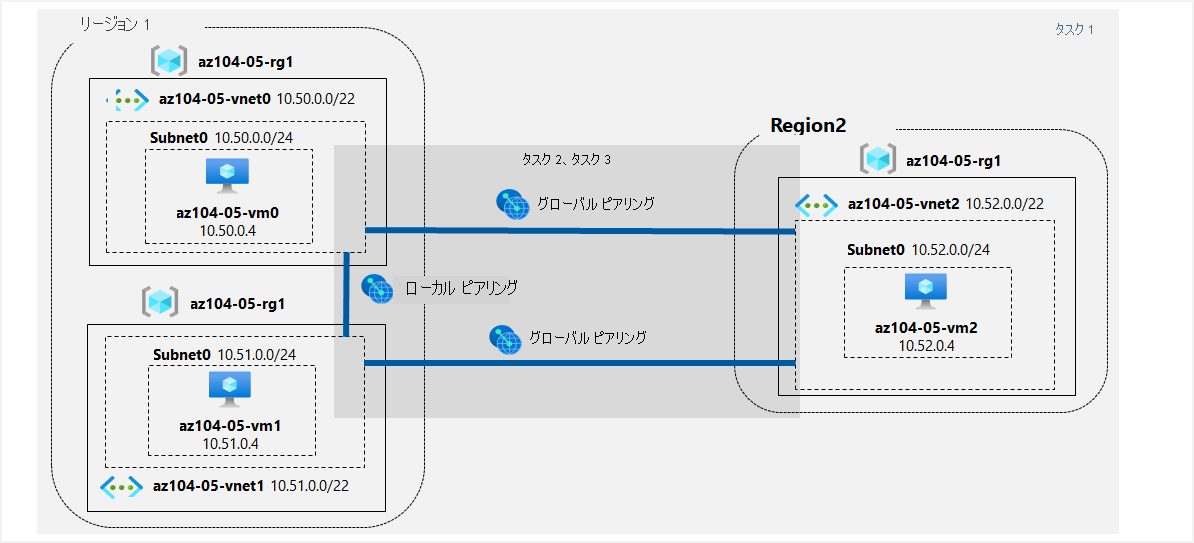 リージョン 1
タスク 1
az104-05-rg1
az104-05-vnet0 10.50.0.0/22
Subnet0 10.50.0.0/24
az104-05-vm0
10.50.0.4
タスク 2、タスク 3
グローバル ピアリング
ローカル ピアリング
グローバル ピアリング
az104-05-rg1
Subnet0 10.51.0.0/24
az104-05-vm1
10.51.0.4
az104-05-vnet1 10.51.0.0/22
Region2
az104-05-rg1
az104-05-vnet2 10.52.0.0/22
Subnet0 10.52.0.0/24
az104-05-vm2
10.52.0.4